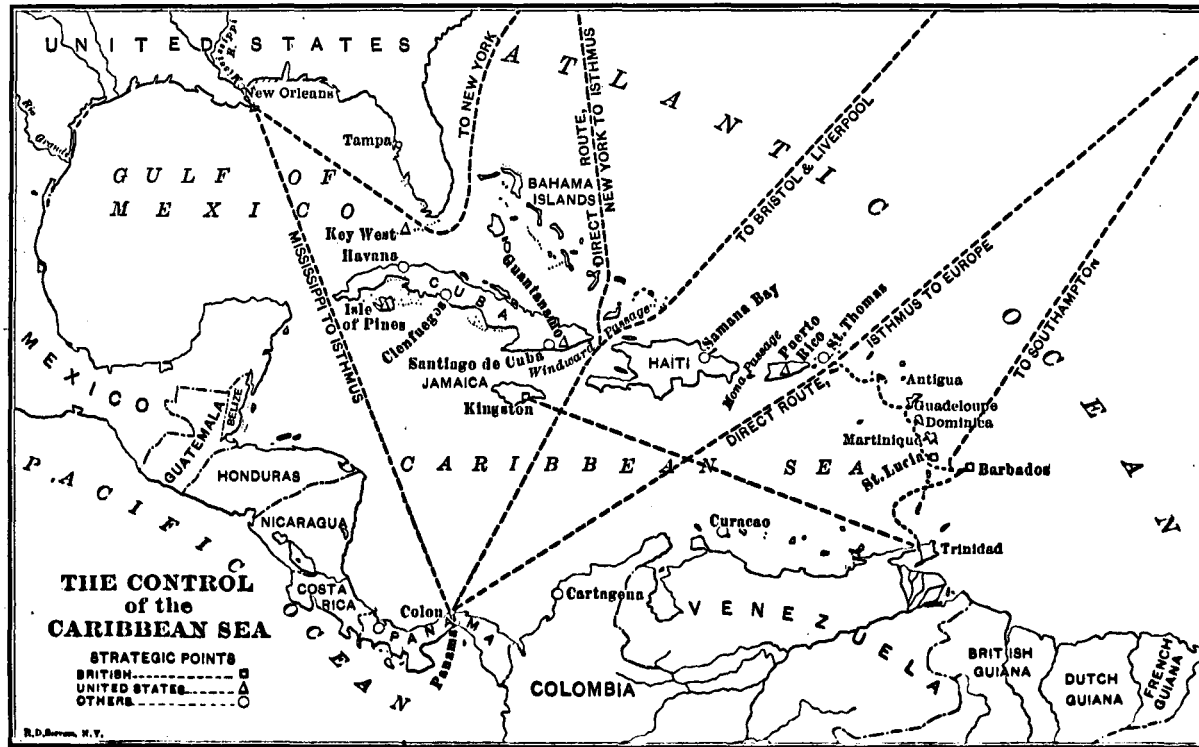 UNITED STATES
Mississippi R.
New Orleans
Rio Grande
Tampa
GULF OF
MEXICO
ATLANTIC OCEAN
TO NEW YORK
DIRECT ROUTE,
NEW YORK TO ISTHMUS
TO BRISTOL & LIVERPOOL
ISTHMUS TO EUROPE
TO SOUTHAMPTON
BAHAMA
ISLANDS
Key West
Havana
CUBA
Guantanamo
Isle
of Pines
Cienfuegos
Santiago de Cuba
Windward Passage
JAMAICA
Kingston
HAITI
Samana Bay
Mona Passage
Puerto
Rico
St. Thomas
DIRECT ROUTE,
MISSISSIPPI TO ISTHMUS
Antigua
Guadeloupe
Dominica
Martinique
St. Lucia
Barbados
MEXICO
BELIZE
GUATEMALA
HONDURAS
NICARAGUA
CARIBBEAN SEA
PACIFIC OCEAN
Curacao
Trinidad
COSTA
RICA
Colon
PANAMA
Panama
Cartagena
VENEZUELA
COLOMBIA
BRITISH
GUIANA
DUTCH
GUIANA
FRENCH
GUIANA
THE CONTROL
of the
CARIBBEAN SEA
STRATEGIC POINTS
BRITISH
UNITED STATES
OTHERS